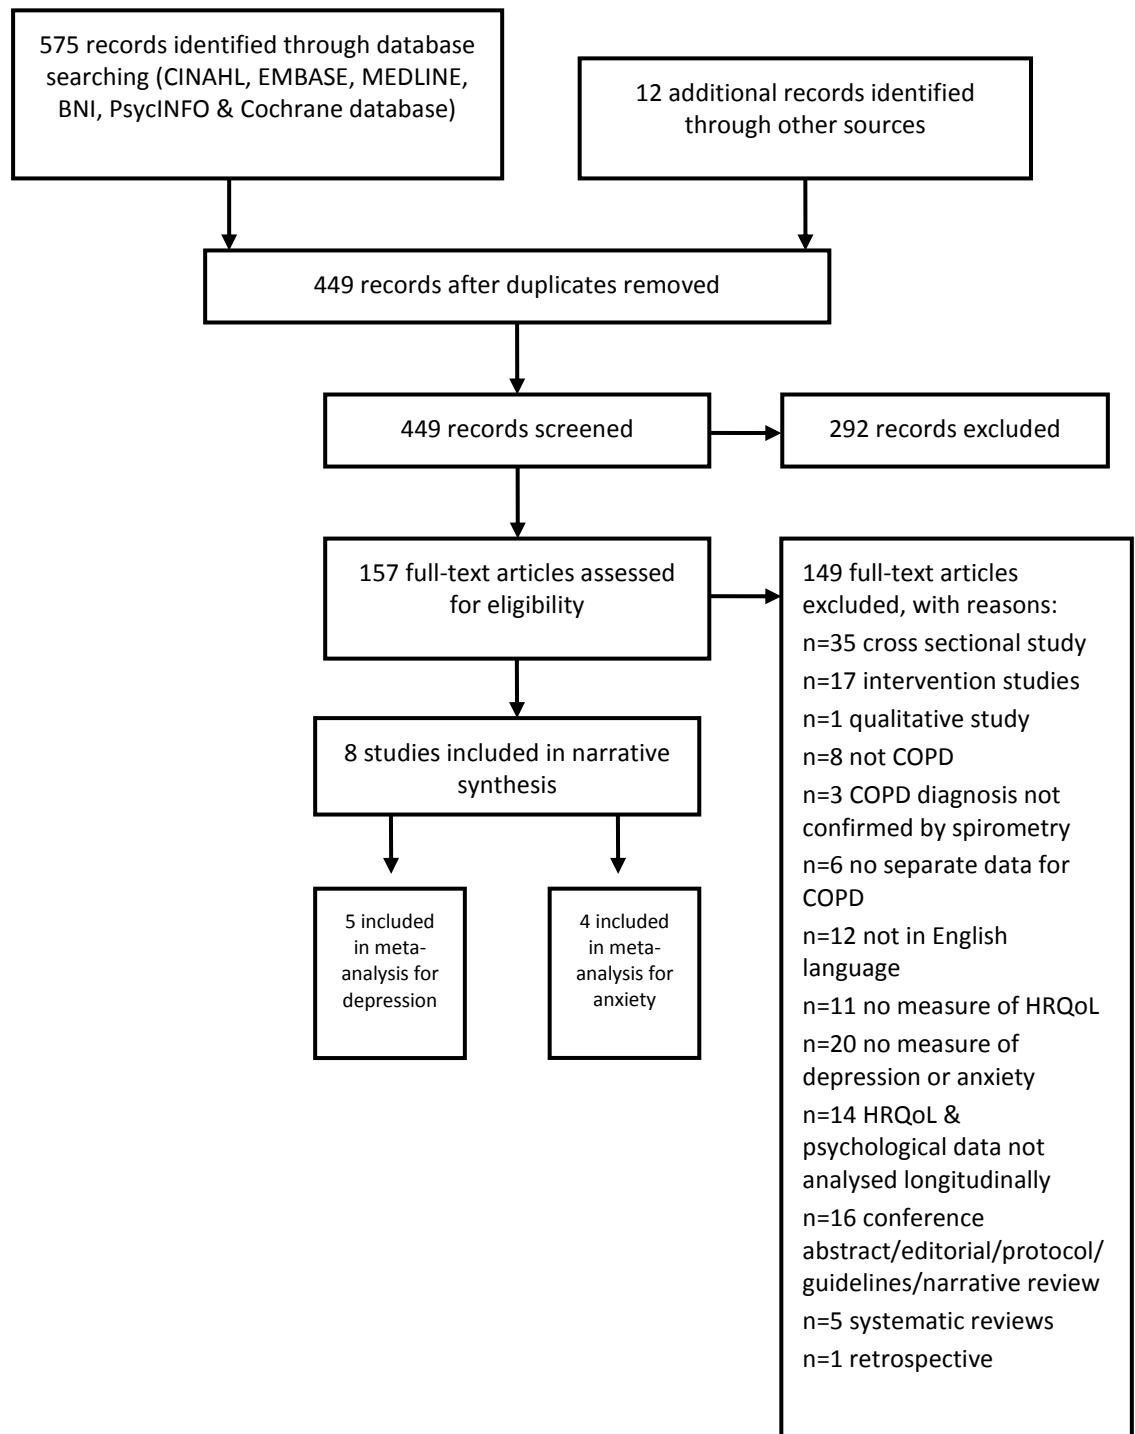 575 records identified through database
searching (CINAHL, EMBASE, MEDLINE,
BNI, PsycINFO & Cochrane database)
12 additional records identified
through other sources
449 records after duplicates removed
449 records screened
292 records excluded
157 full-text articles assessed
for eligibility
149 full-text articles
excluded, with reasons:
n=35 cross sectional study
n=17 intervention studies
n=1 qualitative study
n=8 not COPD
n=3 COPD diagnosis not
confirmed by spirometry
n=6 no separate data for
COPD
n=12 not in English
language
n=11 no measure of HRQoL
n=20 no measure of
depression or anxiety
n=14 HRQoL &
psychological data not
analysed longitudinally
n=16 conference
abstract/editorial/protocol/
guidelines/narrative review
n=5 systematic reviews
n=1 retrospective
8 studies included in narrative
synthesis
5 included
in meta-
analysis for
depression
4 included
in meta-
analysis for
anxiety